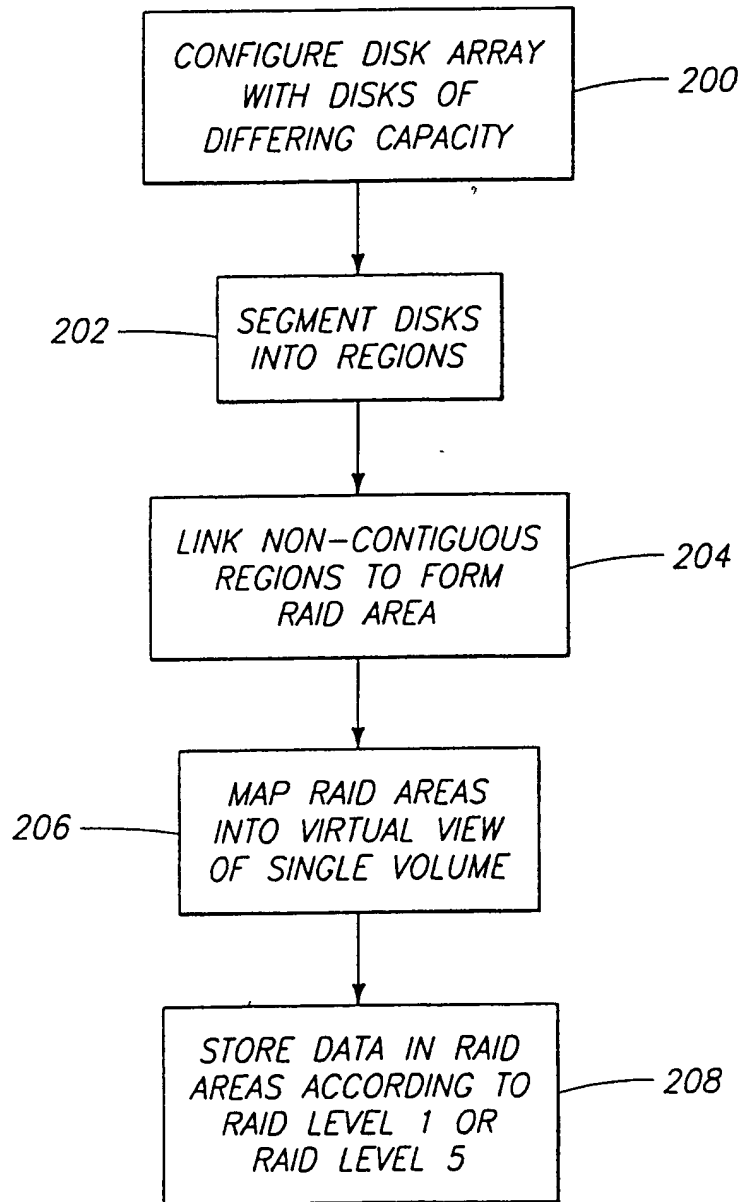 CONFIGURE DISK ARRAY
WITH DISKS OF
DIFFERING CAPACITY
200
SEGMENT DISKS
INTO REGIONS
202
LINK NON-CONTIGUOUS
REGIONS TO FORM
RAID AREA
204
MAP RAID AREAS
INTO VIRTUAL VIEW
OF SINGLE VOLUME
206
STORE DATA IN RAID
AREAS ACCORDING TO
RAID LEVEL 1 OR
RAID LEVEL 5
208